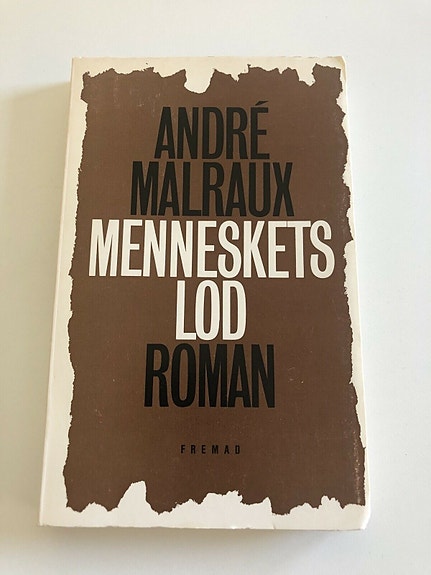 ANDRÉ
MALRAUX
MENNESKETS
LOD
ROMAN
FREMAD